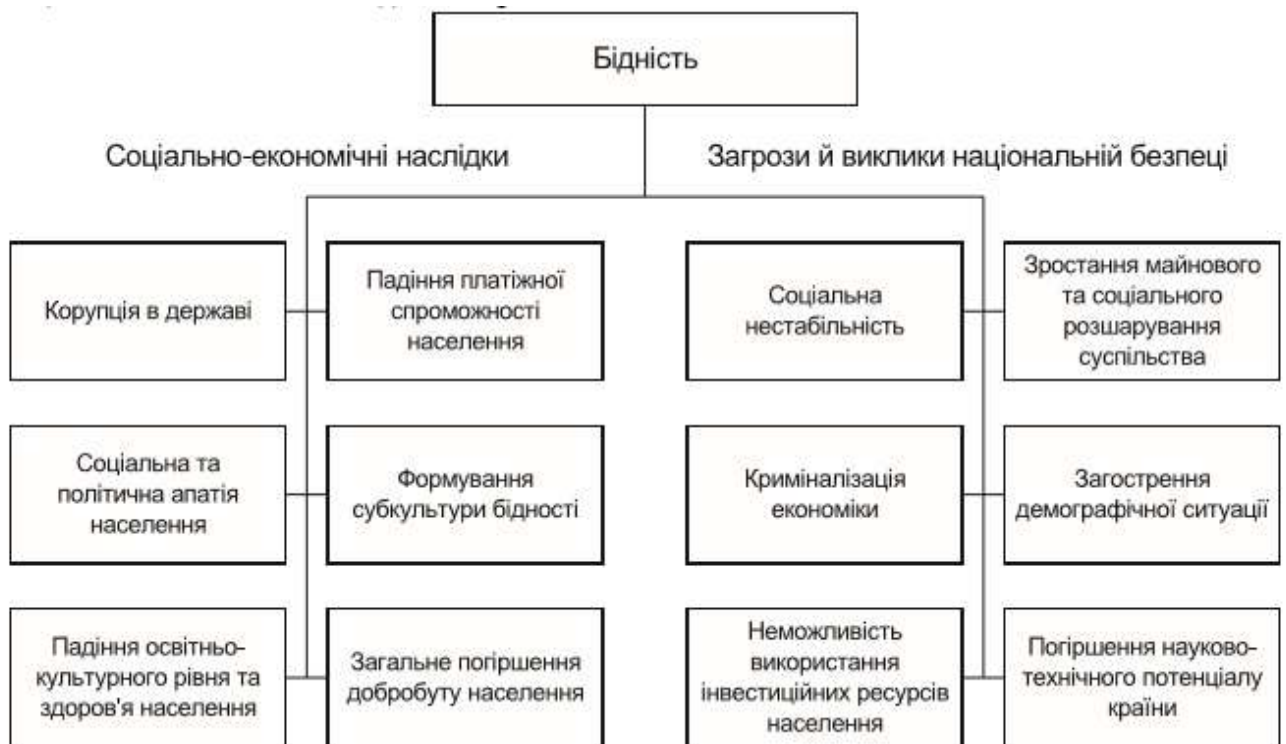 Бідність
Соціально-економічні наслідки
Загрози й виклики національній безпеці
Корупція в державі
Падіння платіжної
спроможності
населення
Соціальна
нестабільність
Зростання майнового
та соціального
розшарування
суспільства
Соціальна та
політична апатія
населення
Формування
субкультури бідності
Криміналізація
економіки
Загострення
демографічної ситуації
Падіння освітньо-
культурного рівня та
здоров'я населення
Загальне погіршення
добробуту населення
Неможливість
використання
інвестиційних ресурсів
населення
Погіршення науково-
технічного потенціалу
країни